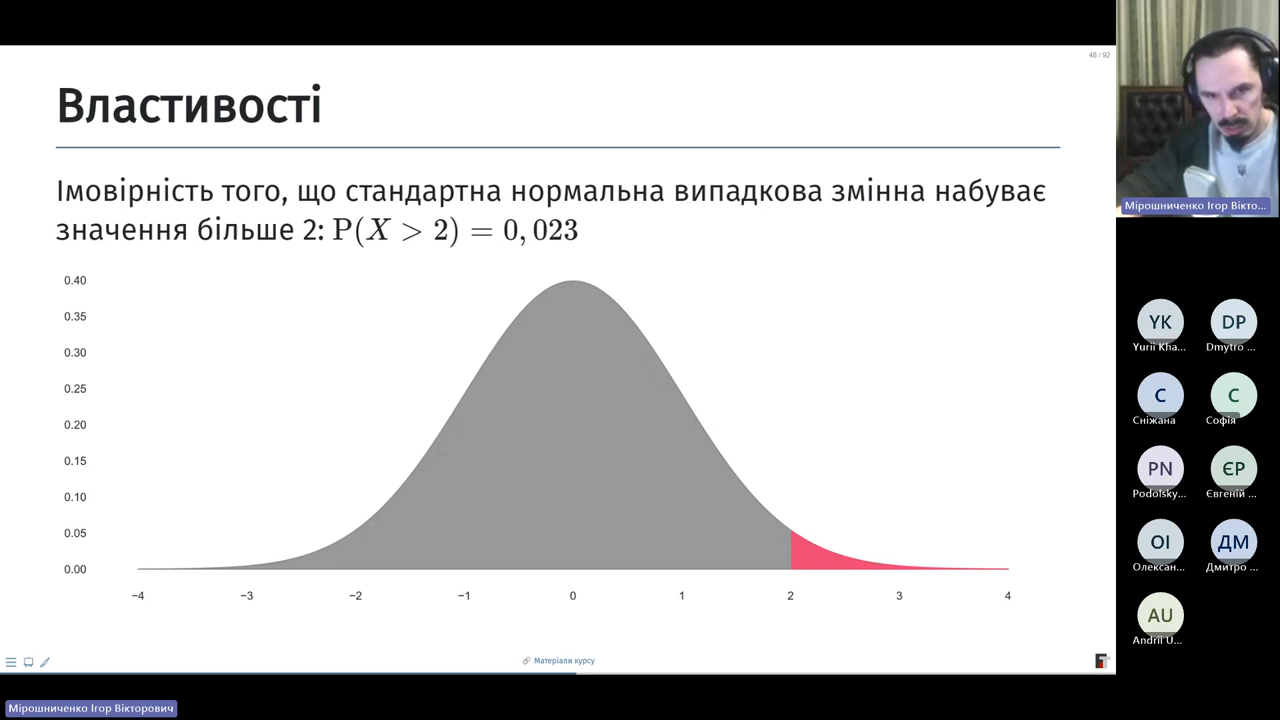 48 / 92
Властивості
Імовірність того, що стандартна нормальна випадкова змінна набуває
значення більше 2: P(X > 2) = 0, 023
0.40
0.35
0.30
0.25
0.20
0.15
0.10
0.05
0.00
−4 −3 −2 −1 0 1 2 3 4
Матеріали курсу
Мірошниченко Ігор Вікторович
Мірошниченко Ігор Вікто...
YK DP
Yurii Kha... Dmytro ...
С С
Сніжана Софія
PN ЄР
Podolsky... Євгеній ...
ОІ ДМ
Олексан... Дмитро ...
AU
Andrii U...